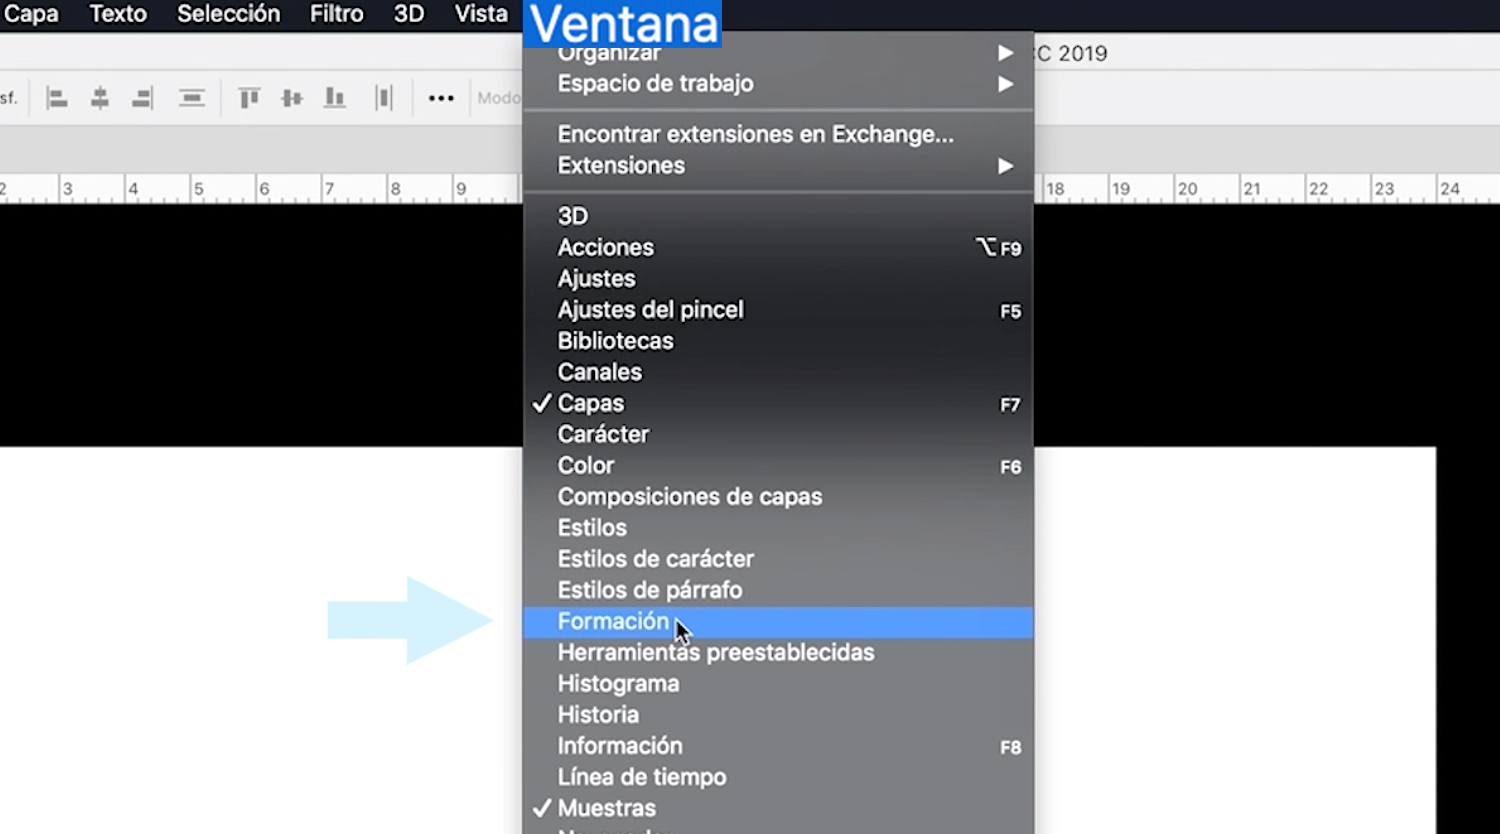 Capa Texto Selección Filtro 3D Vista Ventana
Organizar
CC 2019
Espacio de trabajo
sf. Modo
Encontrar extensiones en Exchange...
Extensiones
2 3 4 5 6 7 8 9 18 19 20 21 22 23 24
3D
Acciones ⌥F9
Ajustes
Ajustes del pincel F5
Bibliotecas
Canales
✓ Capas F7
Carácter
Color F6
Composiciones de capas
Estilos
Estilos de carácter
Estilos de párrafo
Formación
Herramientas preestablecidas
Histograma
Historia
Información F8
Línea de tiempo
✓ Muestras